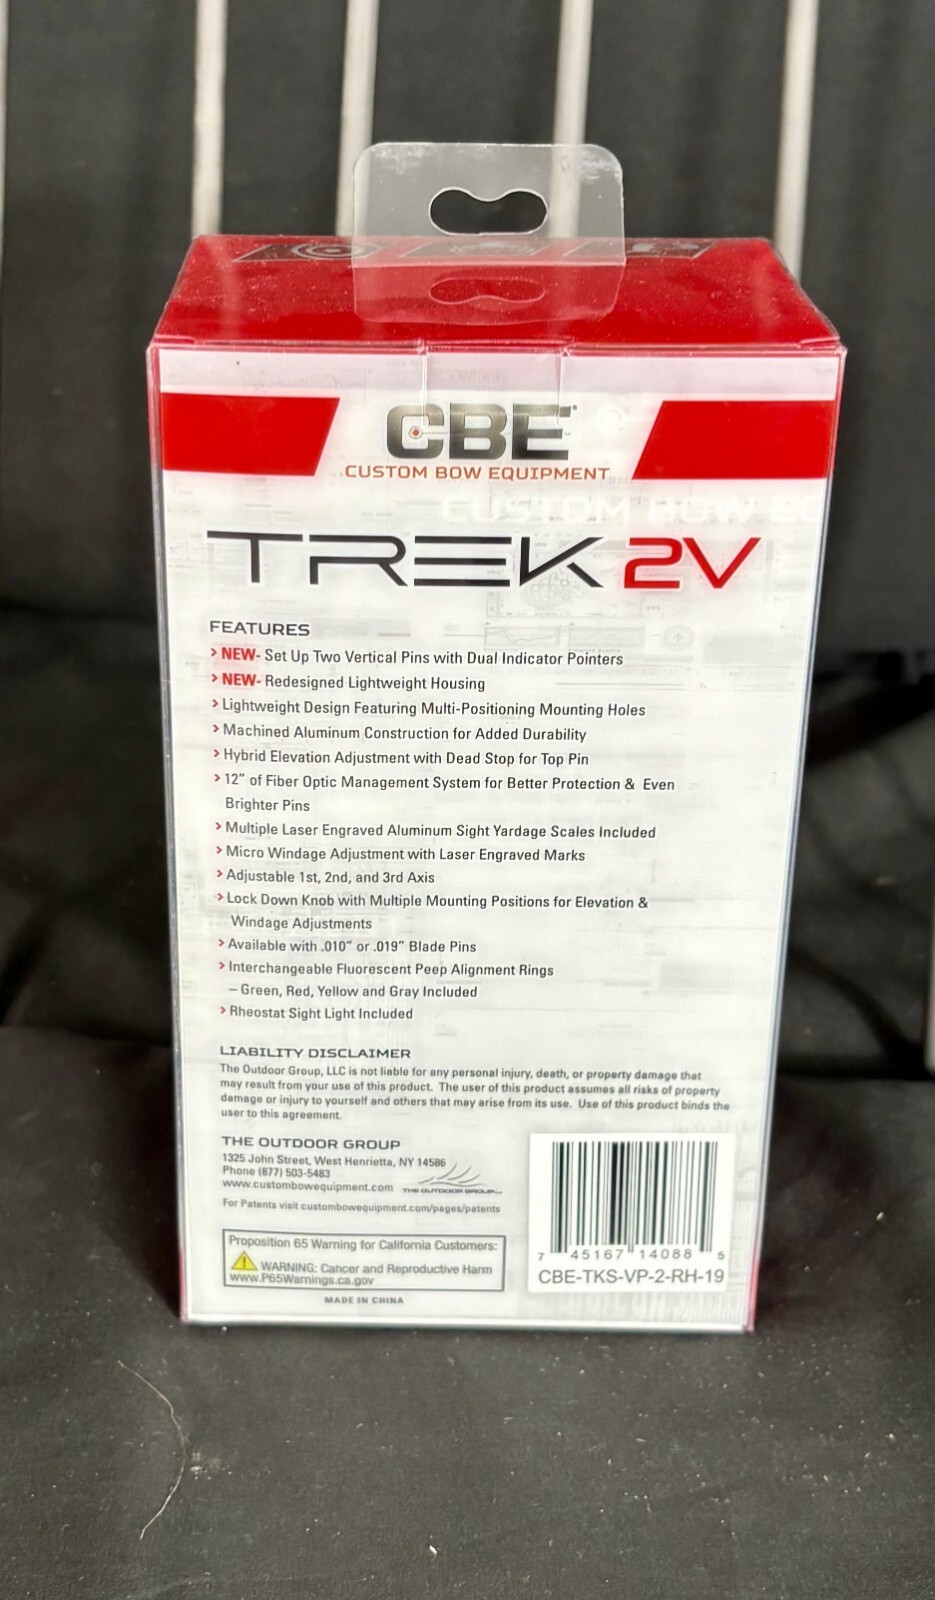 CBE
CUSTOM BOW EQUIPMENT
CUSTOM BOW
TREK 2V
FEATURES
> NEW- Set Up Two Vertical Pins with Dual Indicator Pointers
> NEW- Redesigned Lightweight Housing
> Lightweight Design Featuring Multi-Positioning Mounting Holes
> Machined Aluminum Construction for Added Durability
> Hybrid Elevation Adjustment with Dead Stop for Top Pin
> 12” of Fiber Optic Management System for Better Protection & Even
Brighter Pins
> Multiple Laser Engraved Aluminum Sight Yardage Scales Included
> Micro Windage Adjustment with Laser Engraved Marks
> Adjustable 1st, 2nd, and 3rd Axis
> Lock Down Knob with Multiple Mounting Positions for Elevation &
Windage Adjustments
> Available with .010” or .019” Blade Pins
> Interchangeable Fluorescent Peep Alignment Rings
– Green, Red, Yellow and Gray Included
> Rheostat Sight Light Included
LIABILITY DISCLAIMER
The Outdoor Group, LLC is not liable for any personal injury, death, or property damage that
may result from your use of this product. The user of this product assumes all risks of property
damage or injury to yourself and others that may arise from its use. Use of this product binds the
user to this agreement.
THE OUTDOOR GROUP
1325 John Street, West Henrietta, NY 14586
Phone (877) 503-5483
www.custombowequipment.com
THE OUTDOOR GROUP
For Patents visit custombowequipment.com/pages/patents
Proposition 65 Warning for California Customers:
WARNING: Cancer and Reproductive Harm
www.P65Warnings.ca.gov
MADE IN CHINA
7 45167 14088 5
CBE-TKS-VP-2-RH-19